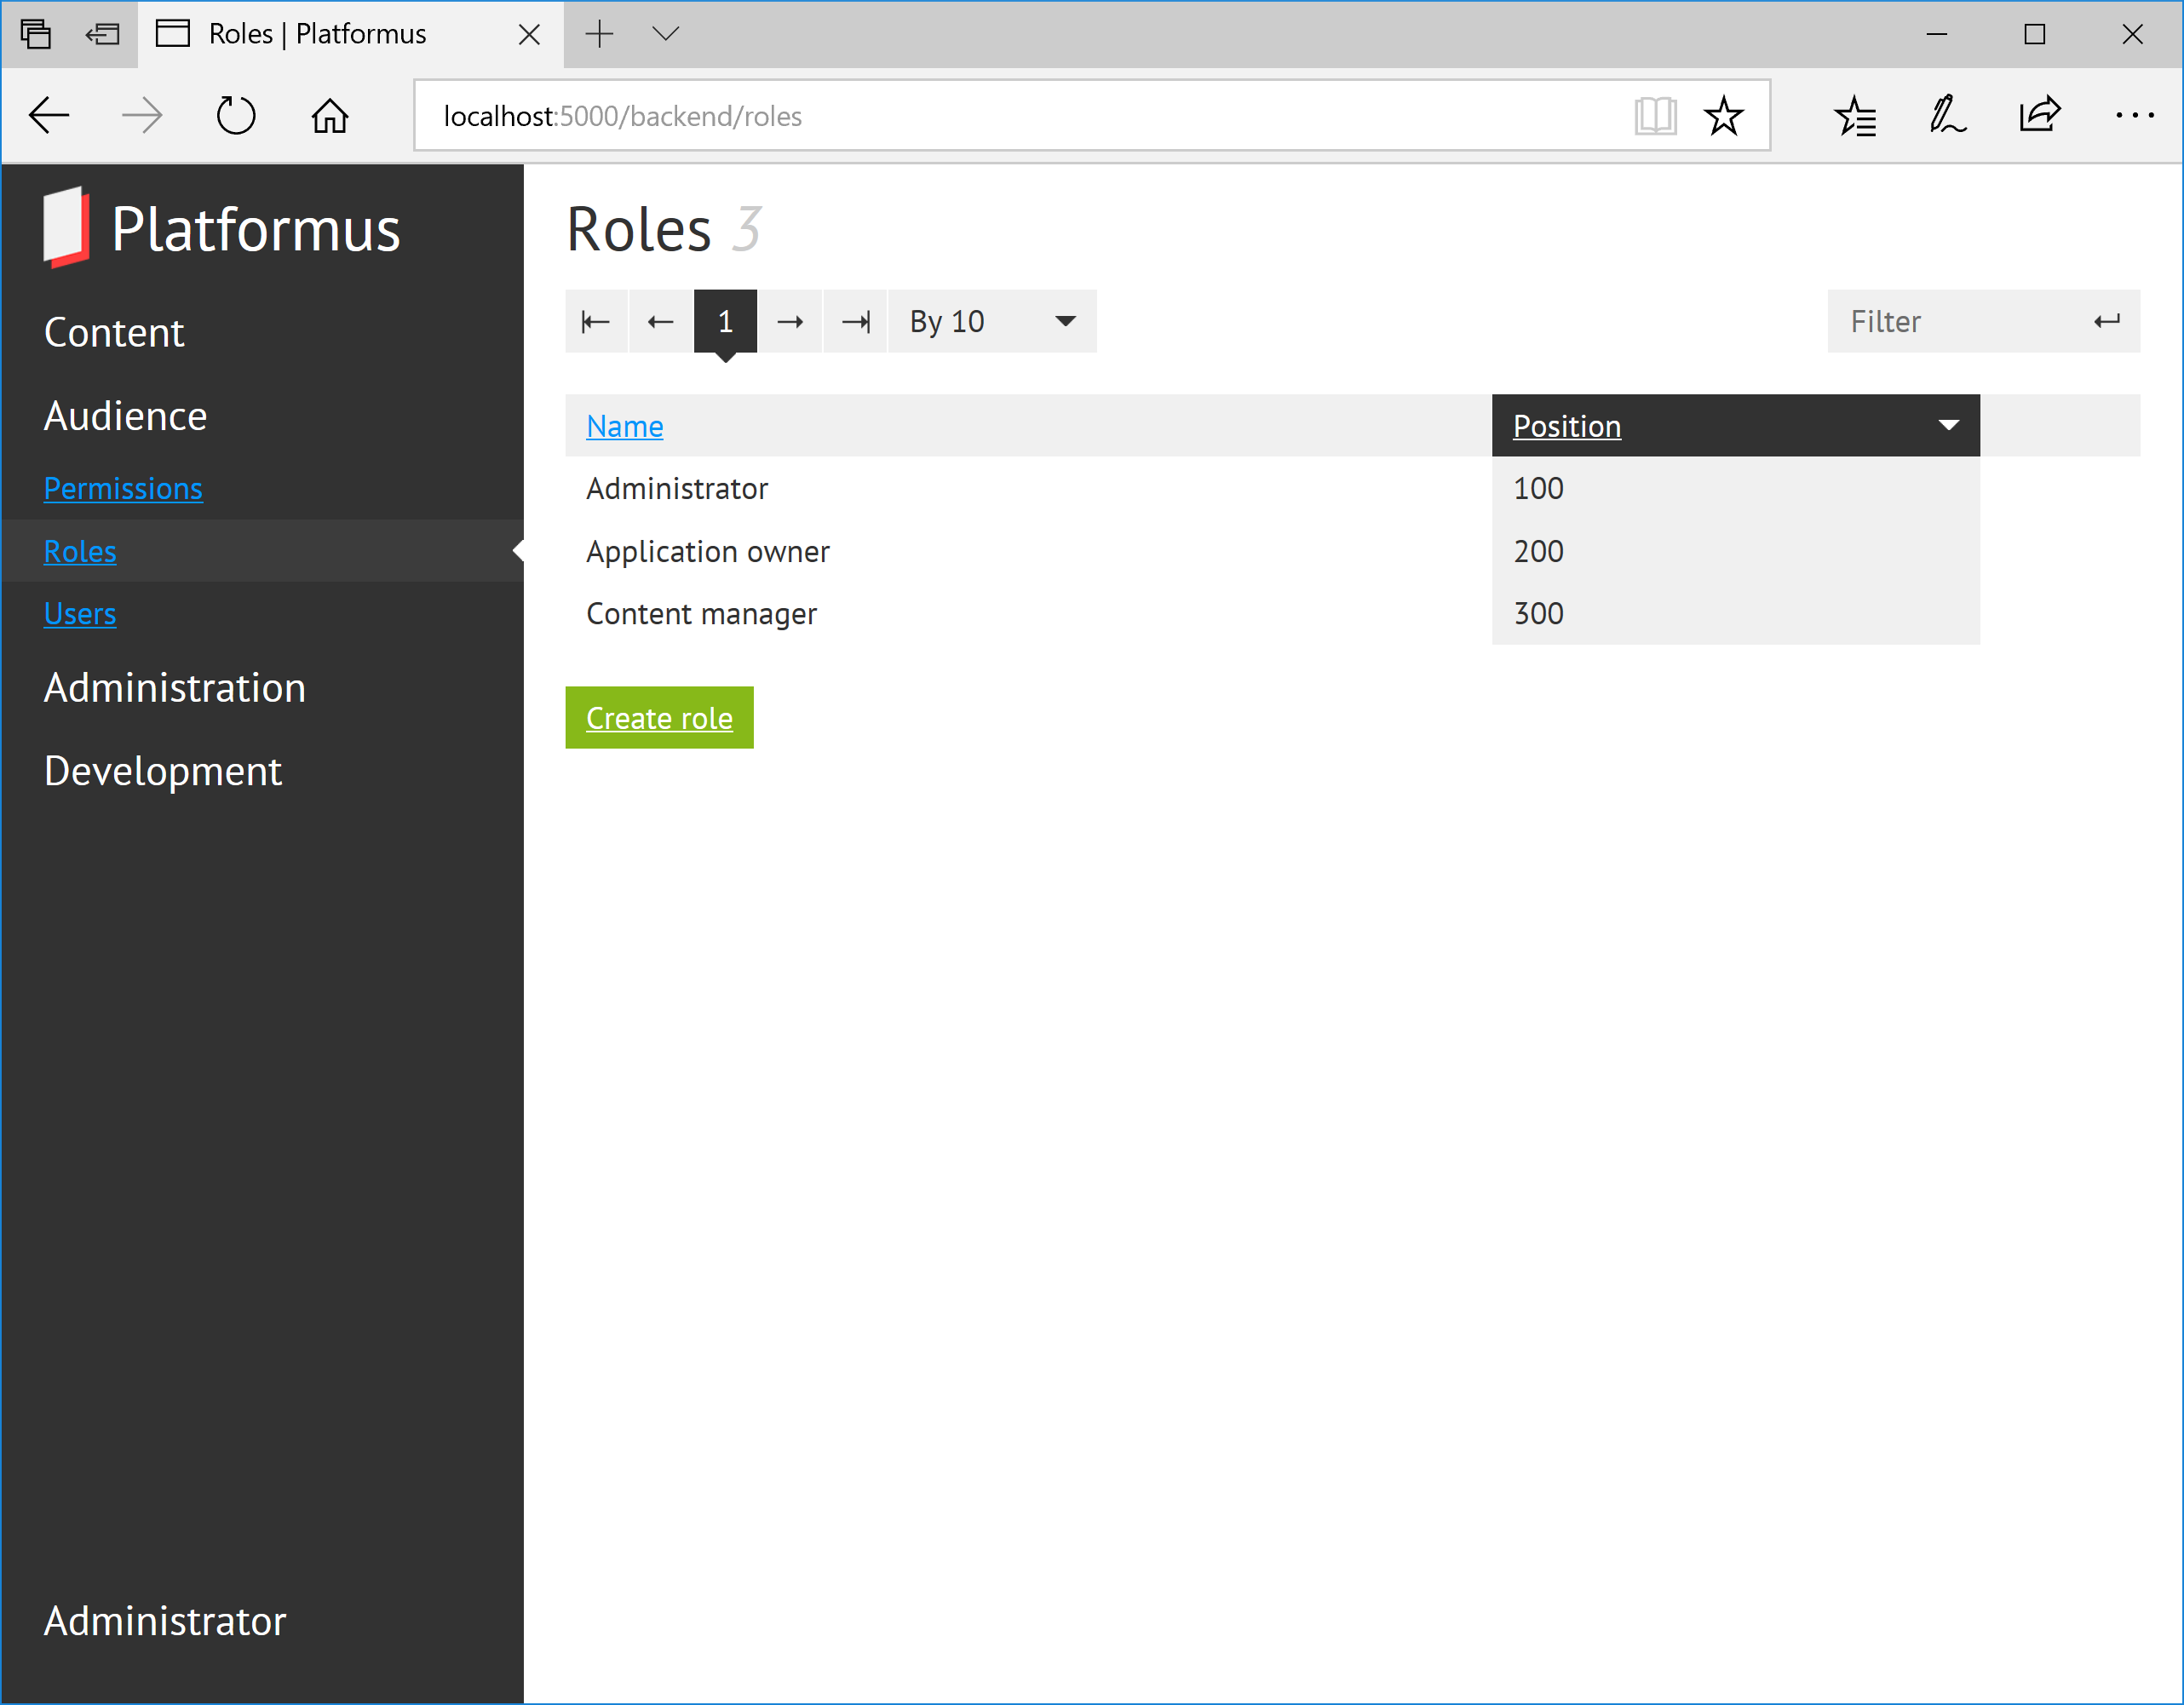 Roles | Platformus
localhost:5000/backend/roles
Platformus
Content
Audience
Permissions
Roles
Users
Administration
Development
Administrator
Roles 3
1
By 10
Filter
Name Position
Administrator 100
Application owner 200
Content manager 300
Create role